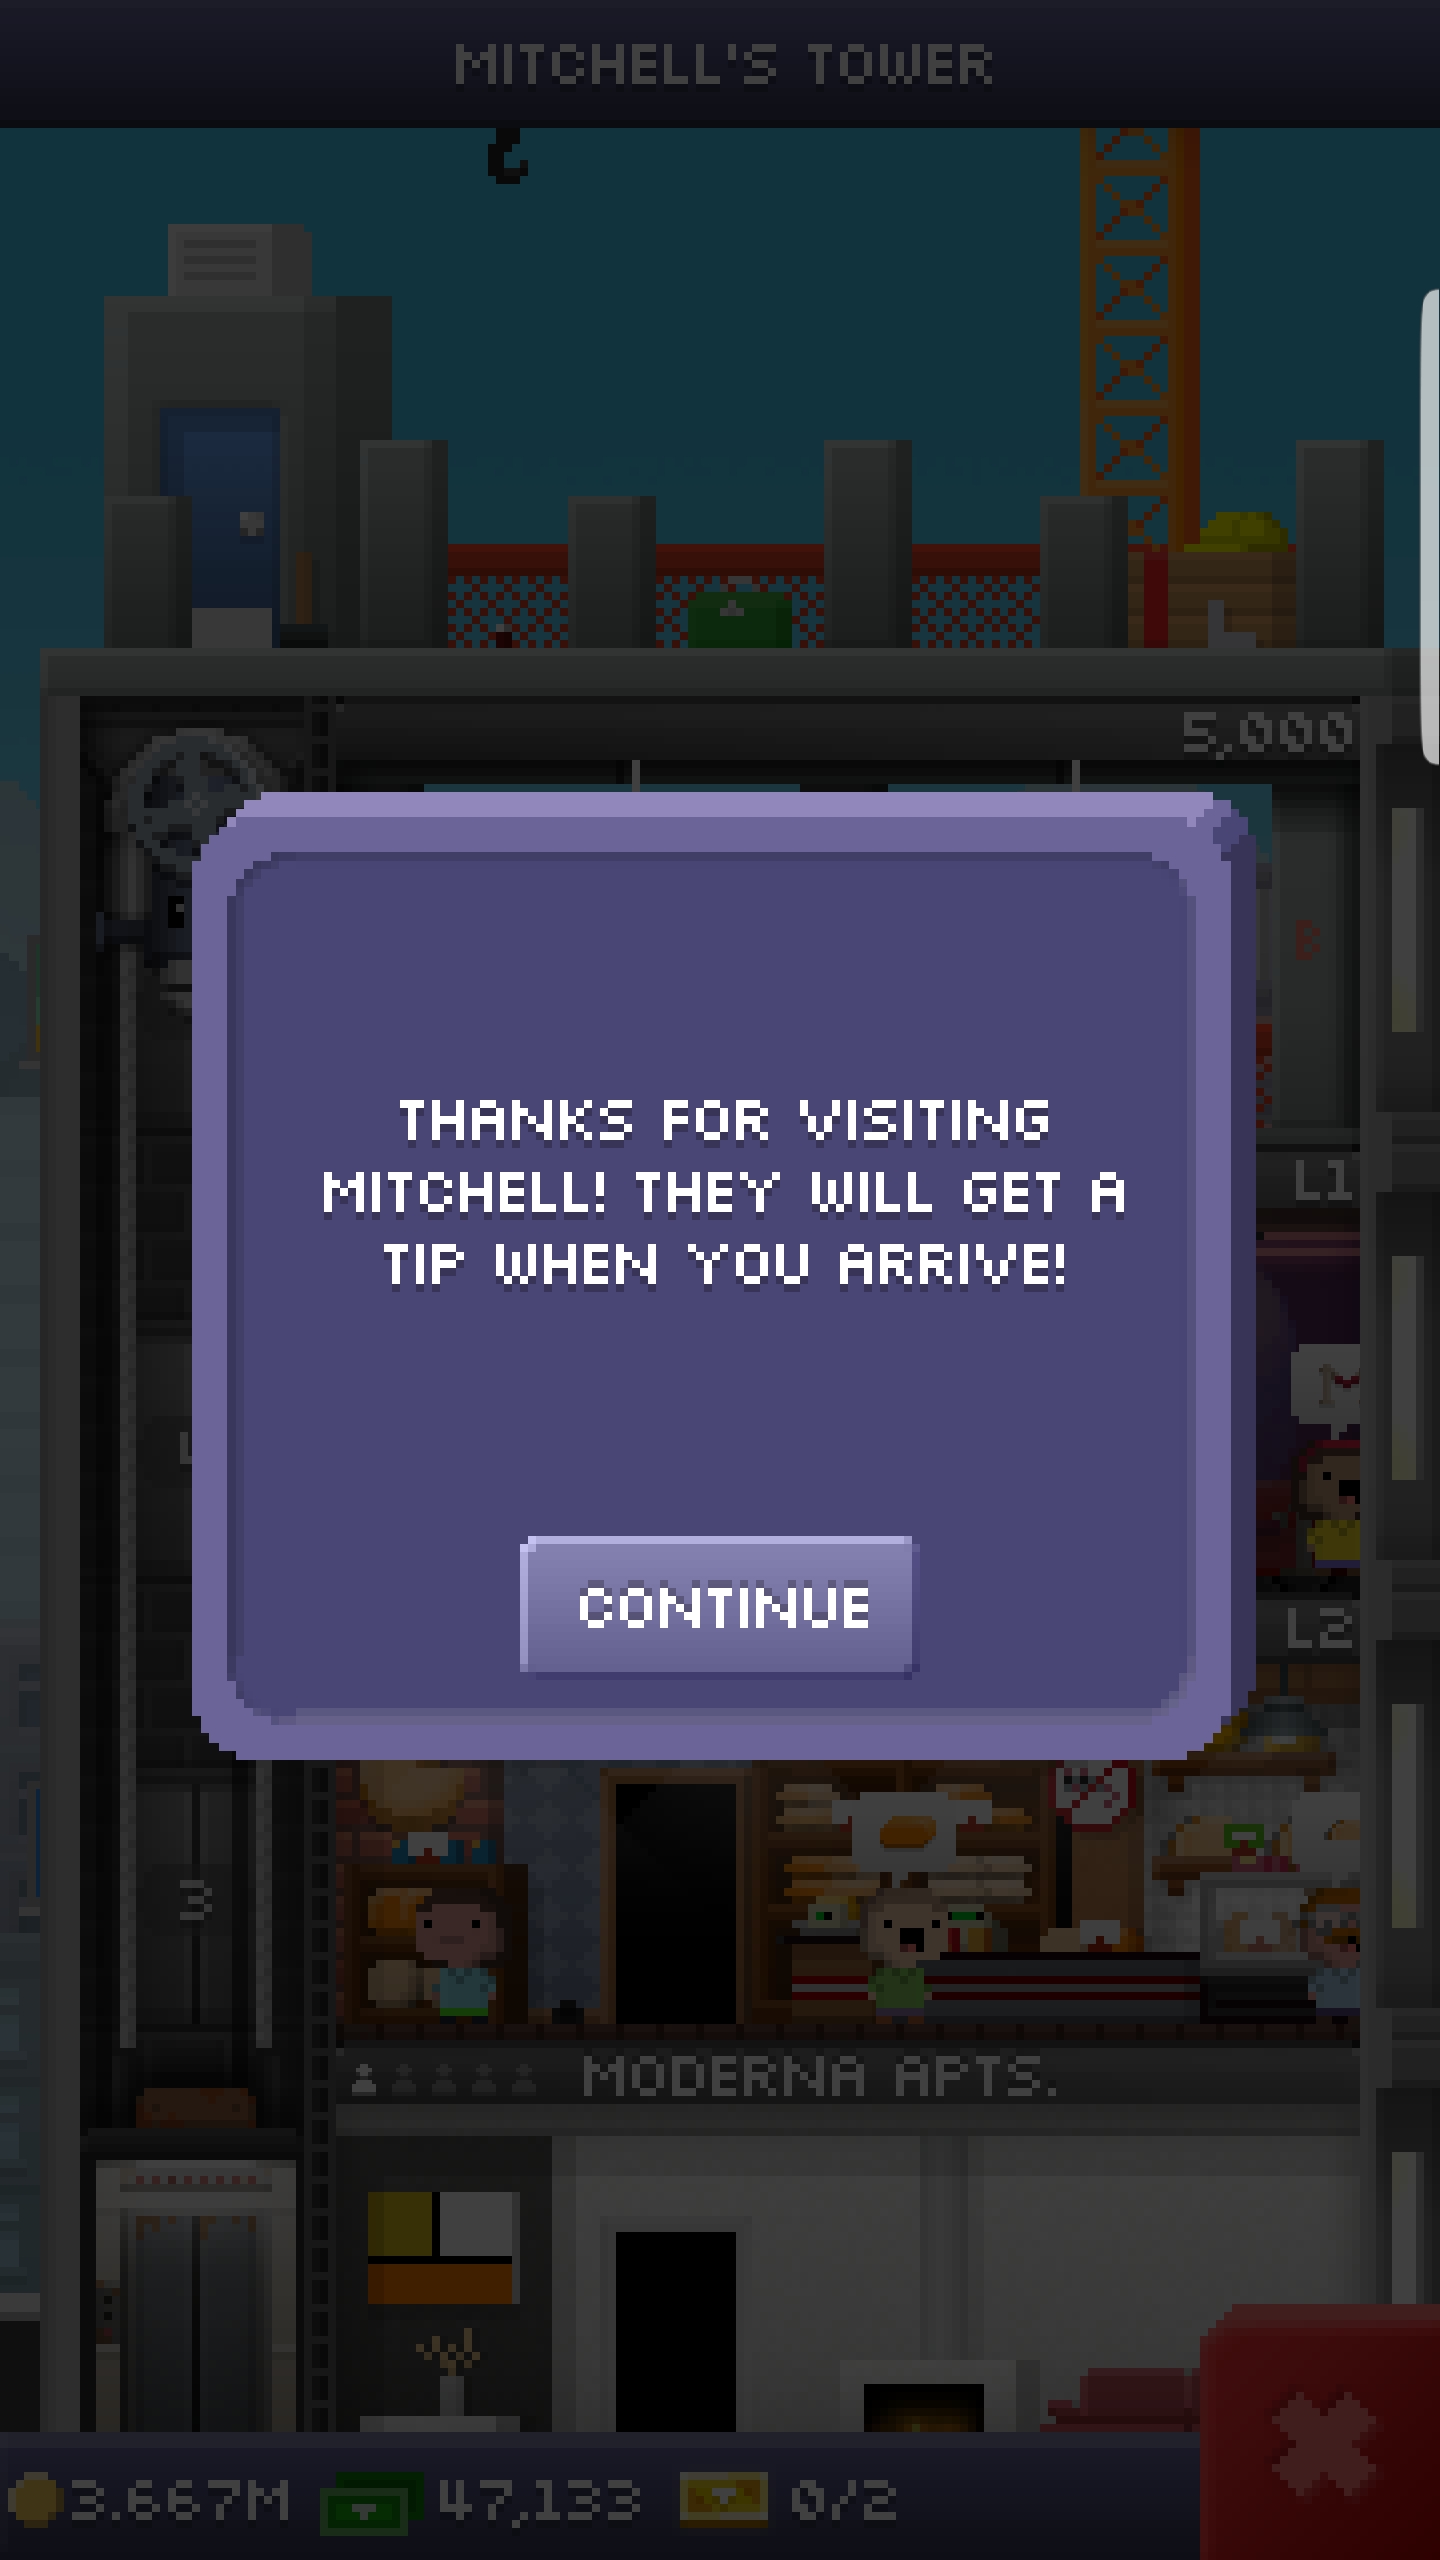 MITCHELL'S TOWER
5,000
B
L1
THANKS FOR VISITING
MITCHELL! THEY WILL GET A
TIP WHEN YOU ARRIVE!
CONTINUE
L2
3
MODERNA APTS.
3.667M 47,133 0/2